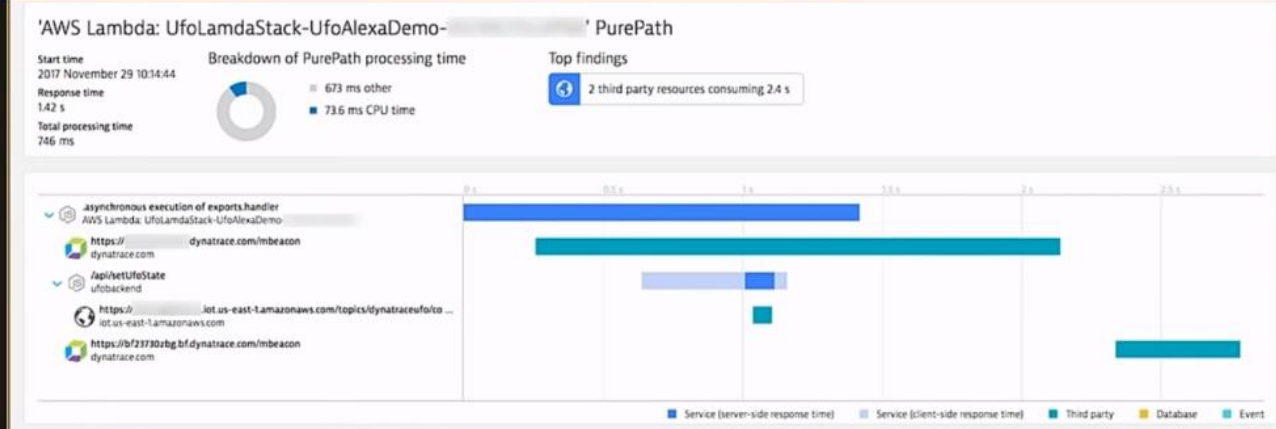 'AWS Lambda: UfoLamdaStack-UfoAlexaDemo- ' PurePath
Start time
2017 November 29 10:14:44
Response time
1.42 s
Total processing time
746 ms
Breakdown of PurePath processing time
673 ms other
73.6 ms CPU time
Top findings
2 third party resources consuming 2.4 s
0 s 0.5 s 1 s 1.5 s 2 s 2.5 s
asynchronous execution of exports.handler
AWS Lambda: UfoLamdaStack-UfoAlexaDemo-
https:// dynatrace.com/mbeacon
dynatrace.com
/api/setUfoState
ufobackend
https:// .iot.us-east-1.amazonaws.com/topics/dynatraceufo/co ...
iot.us-east-1.amazonaws.com
https://bf23730zbg.bf.dynatrace.com/mbeacon
dynatrace.com
Service (server-side response time) Service (client-side response time) Third party Database Event